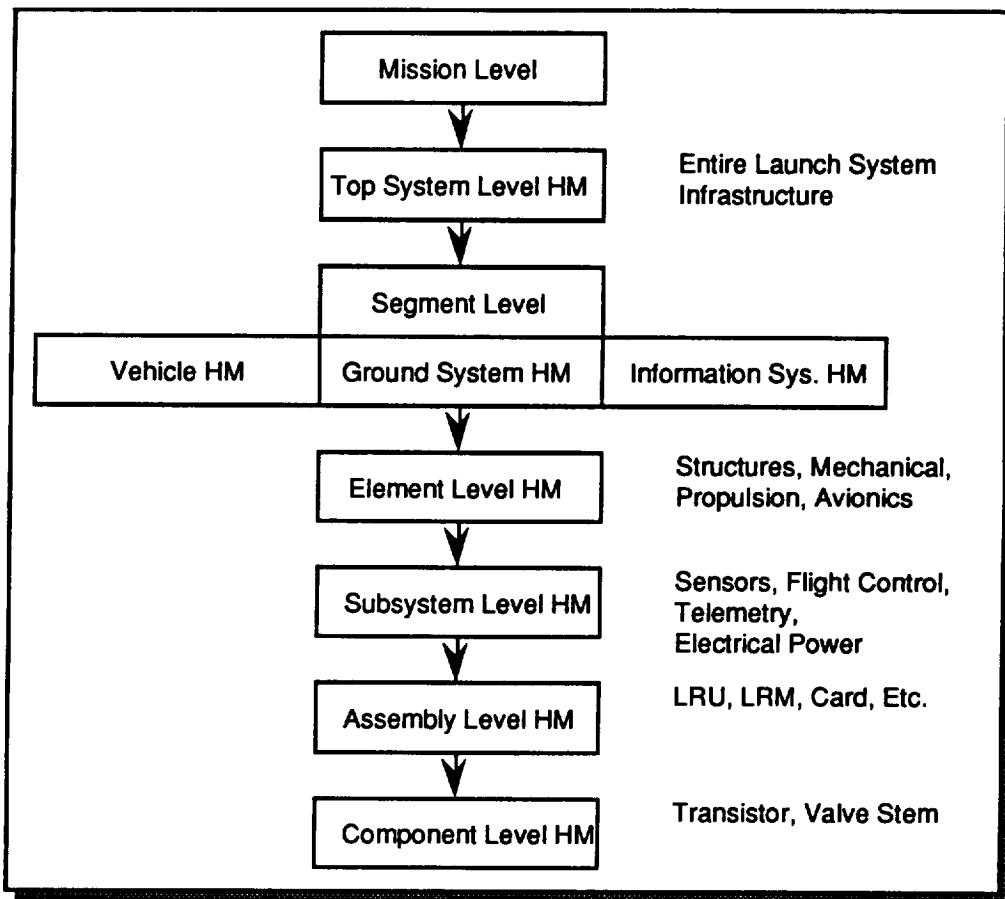 Mission Level
Top System Level HM
Entire Launch System
Infrastructure
Segment Level
Vehicle HM
Ground System HM
Information Sys. HM
Element Level HM
Structures, Mechanical,
Propulsion, Avionics
Subsystem Level HM
Sensors, Flight Control,
Telemetry,
Electrical Power
Assembly Level HM
LRU, LRM, Card, Etc.
Component Level HM
Transistor, Valve Stem